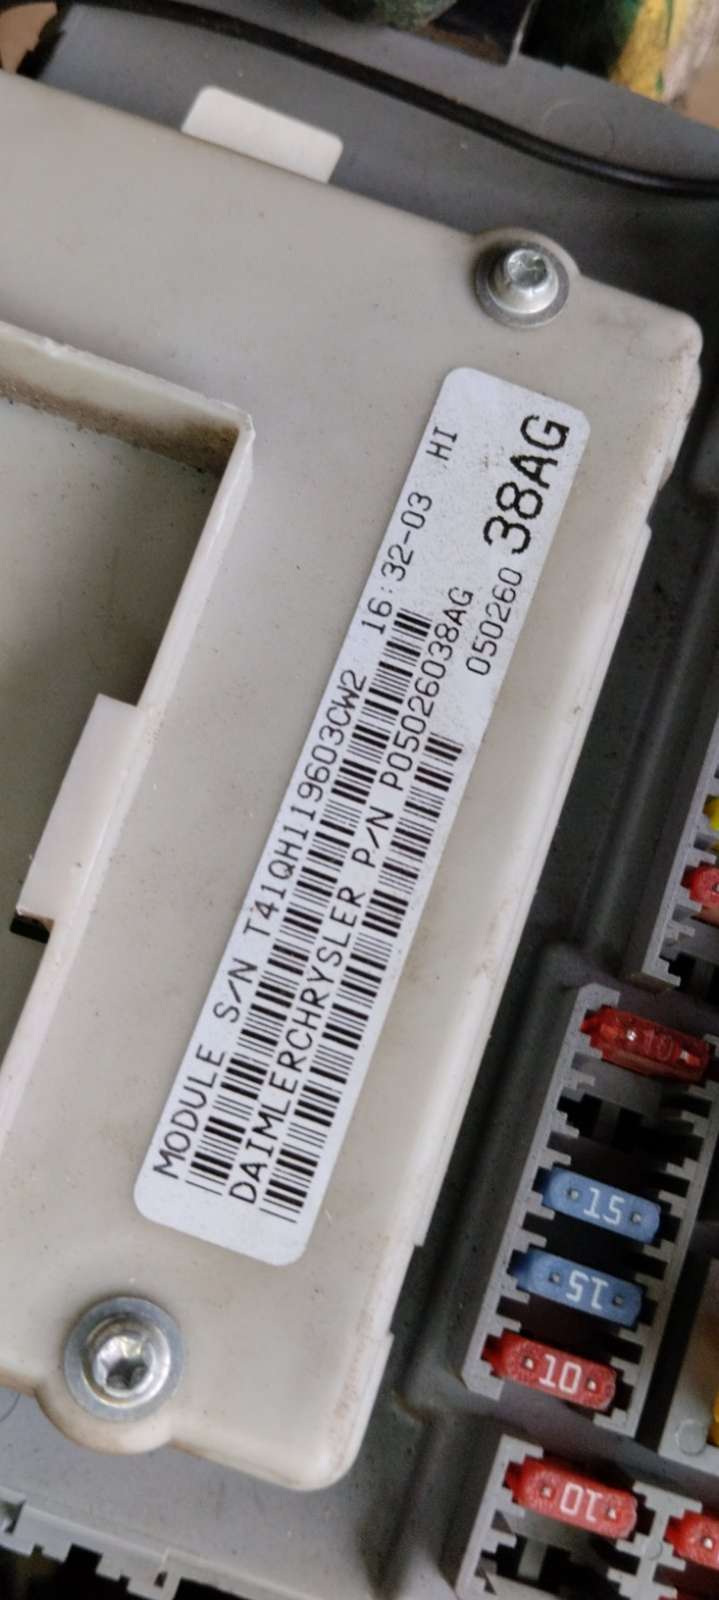 MODULE S/N T41QH119603CW2 16:32-03 HI
DAIMLERCHRYSLER P/N P05026038AG
05026038AG
10
15
15
10
10